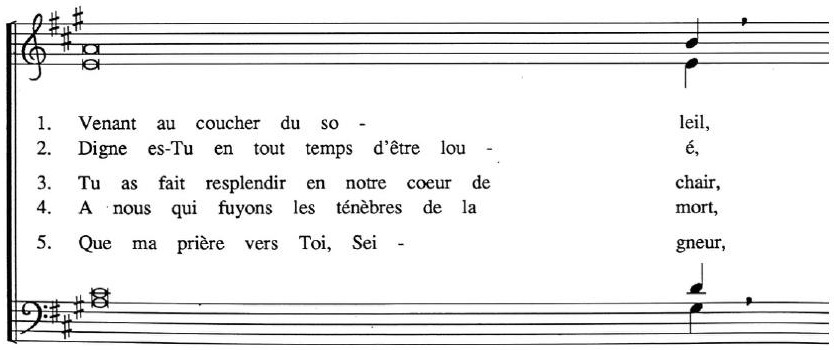 1. Venant au coucher du so - leil,
2. Digne es-Tu en tout temps d'être lou - é,
3. Tu as fait resplendir en notre coeur de chair,
4. A nous qui fuyons les ténèbres de la mort,
5. Que ma prière vers Toi, Sei - gneur,